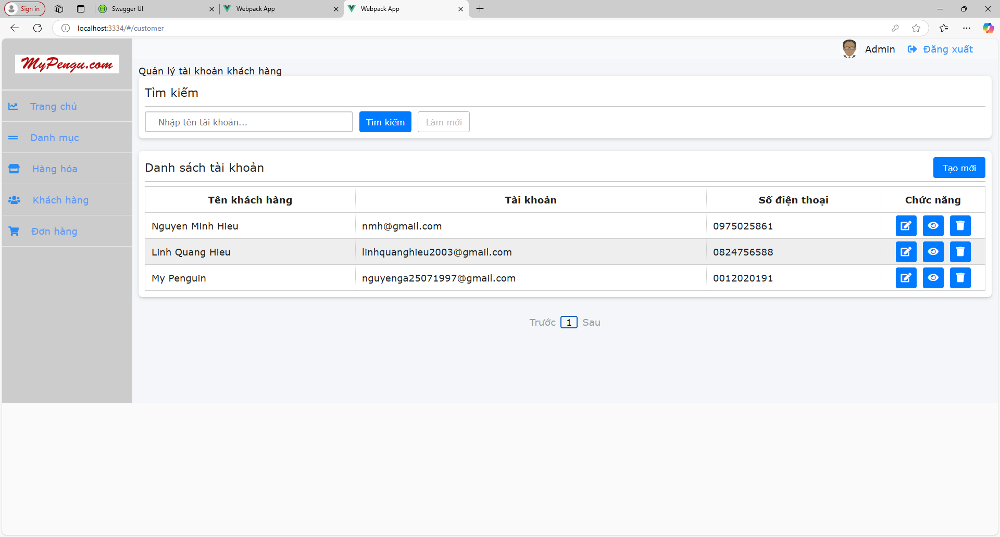 Sign in
Swagger UI
Webpack App
Webpack App
localhost:3334/#/customer
MyPengu.com
Admin
Đăng xuất
Trang chủ
Danh mục
Hàng hóa
Khách hàng
Đơn hàng
Quản lý tài khoản khách hàng
Tìm kiếm
Nhập tên tài khoản...
Tìm kiếm
Làm mới
Danh sách tài khoản
Tạo mới
Tên khách hàng Tài khoản Số điện thoại Chức năng
Nguyen Minh Hieu nmh@gmail.com 0975025861
Linh Quang Hieu linhquanghieu2003@gmail.com 0824756588
My Penguin nguyenga25071997@gmail.com 0012020191
Trước 1 Sau